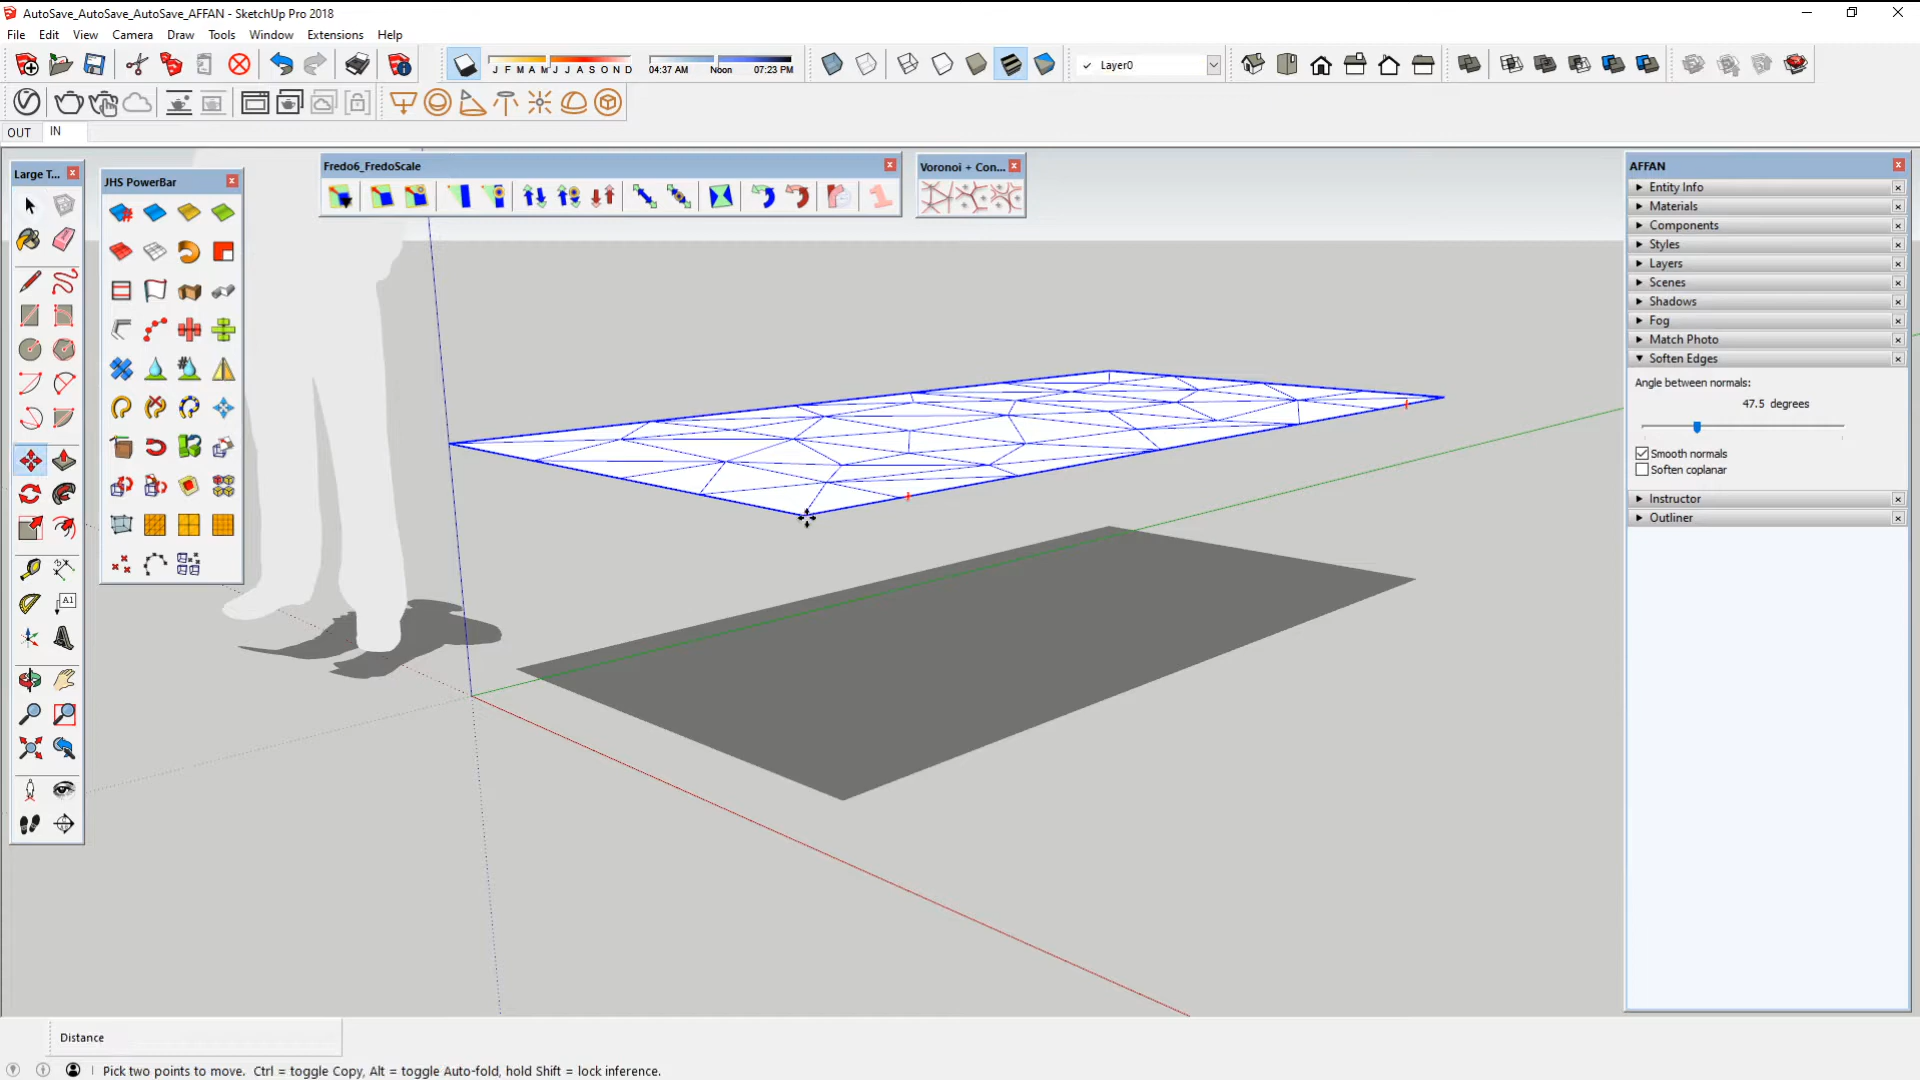 AutoSave_AutoSave_AutoSave_AFFAN - SketchUp Pro 2018
File Edit View Camera Draw Tools Window Extensions Help
J F M A M J J A S O N D
04:37 AM Noon 07:23 PM
Layer0
OUT IN
Large T...
JHS PowerBar
Fredo6_FredoScale
Voronoi + Con...
A1
AFFAN
Entity Info
Materials
Components
Styles
Layers
Scenes
Shadows
Fog
Match Photo
Soften Edges
Angle between normals:
47.5 degrees
Smooth normals
Soften coplanar
Instructor
Outliner
Distance
Pick two points to move. Ctrl = toggle Copy, Alt = toggle Auto-fold, hold Shift = lock inference.